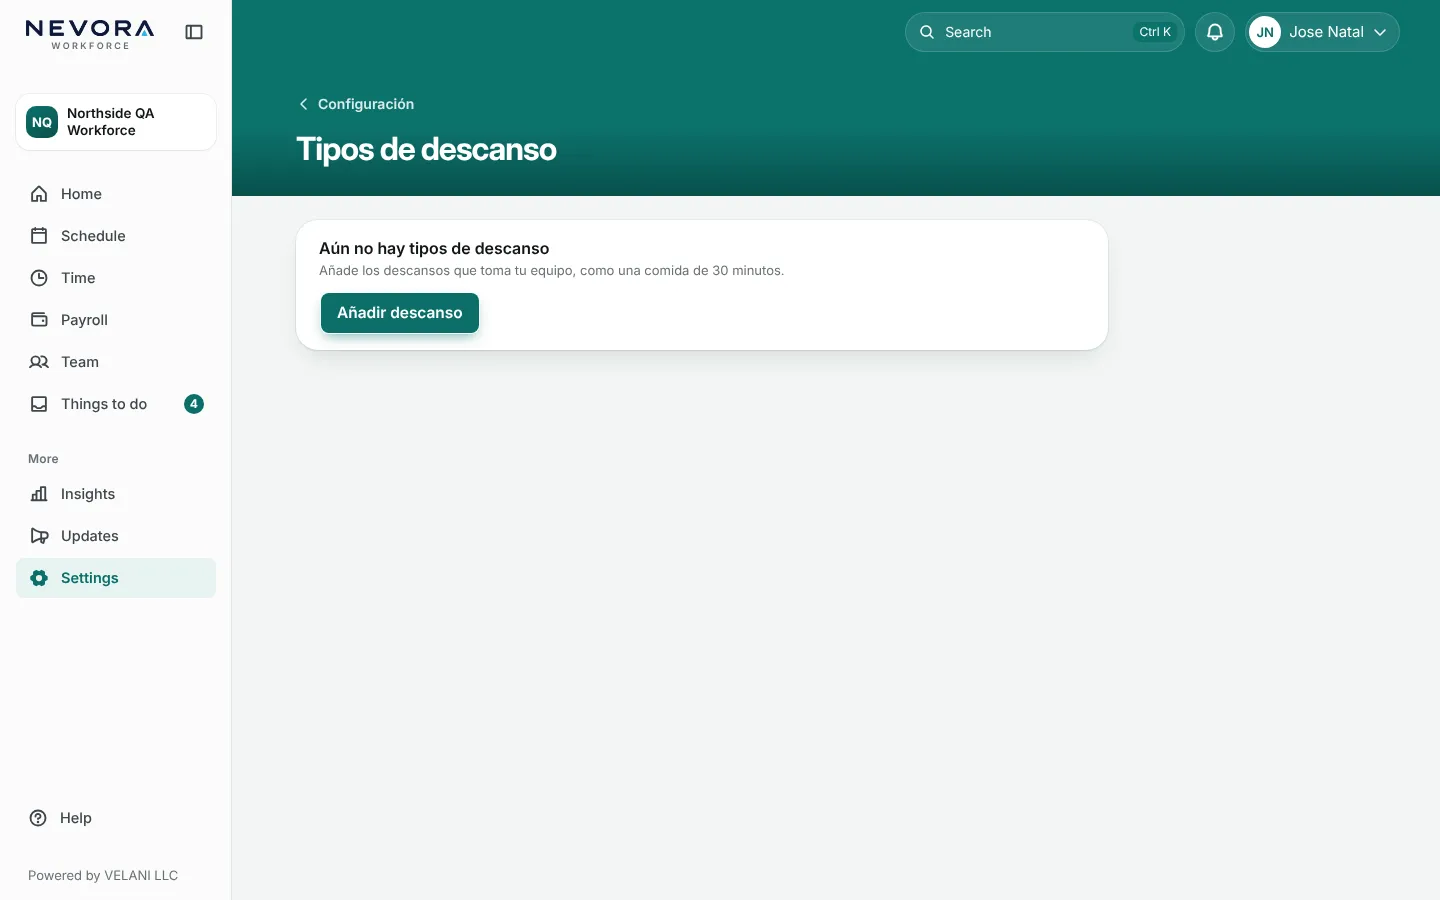 NEVORA
WORKFORCE
Search
Ctrl K
JN
Jose Natal
NQ
Northside QA
Workforce
Configuración
Tipos de descanso
Home
Schedule
Time
Payroll
Team
Things to do
4
More
Insights
Updates
Settings
Aún no hay tipos de descanso
Añade los descansos que toma tu equipo, como una comida de 30 minutos.
Añadir descanso
Help
Powered by VELANI LLC